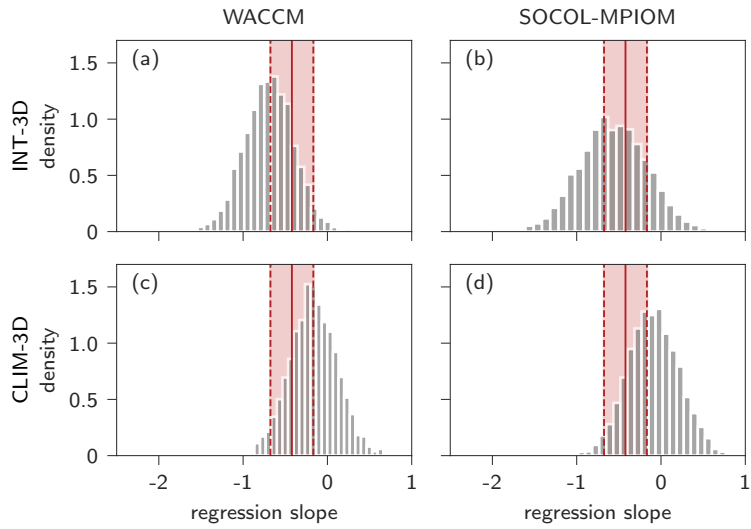 WACCM
SOCOL-MPIOM
INT-3D
density
1.5
1.0
0.5
0
(a)
(b)
CLIM-3D
density
1.5
1.0
0.5
0
(c)
(d)
-2 -1 0 1
-2 -1 0 1
regression slope
regression slope